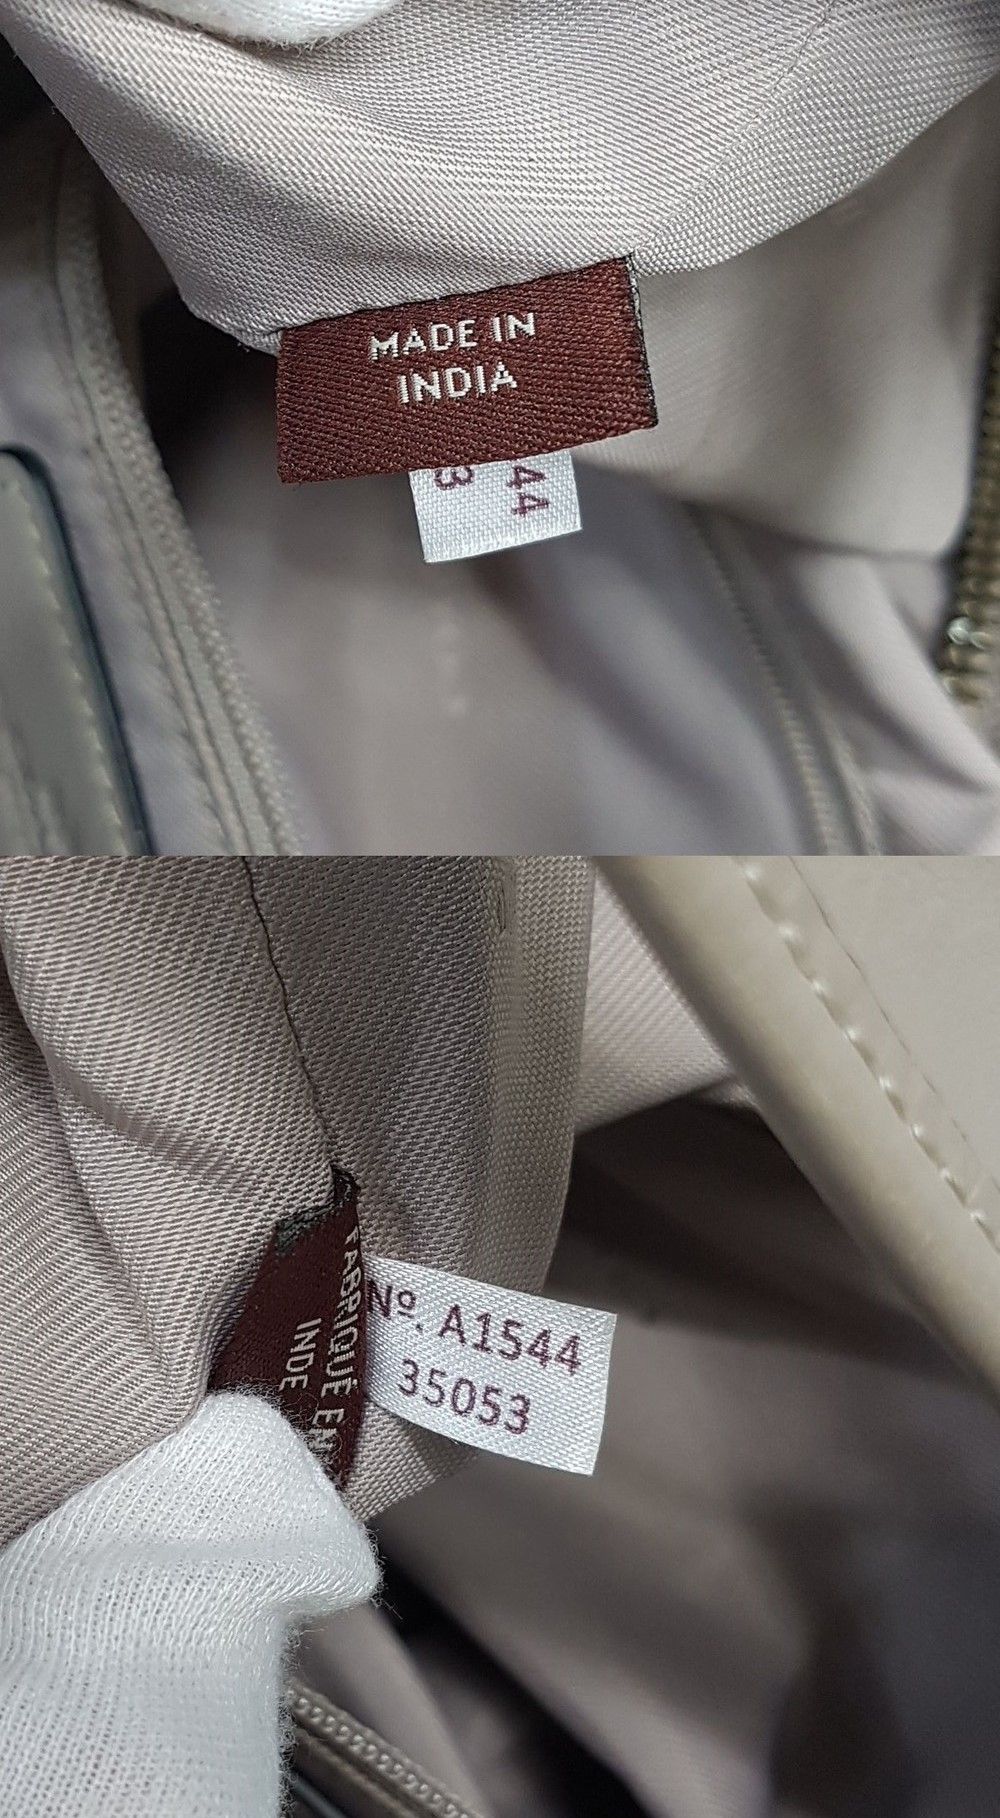 MADE IN
INDIA
44
3
FABRIQUÉ EN
INDE
Nº. A1544
35053